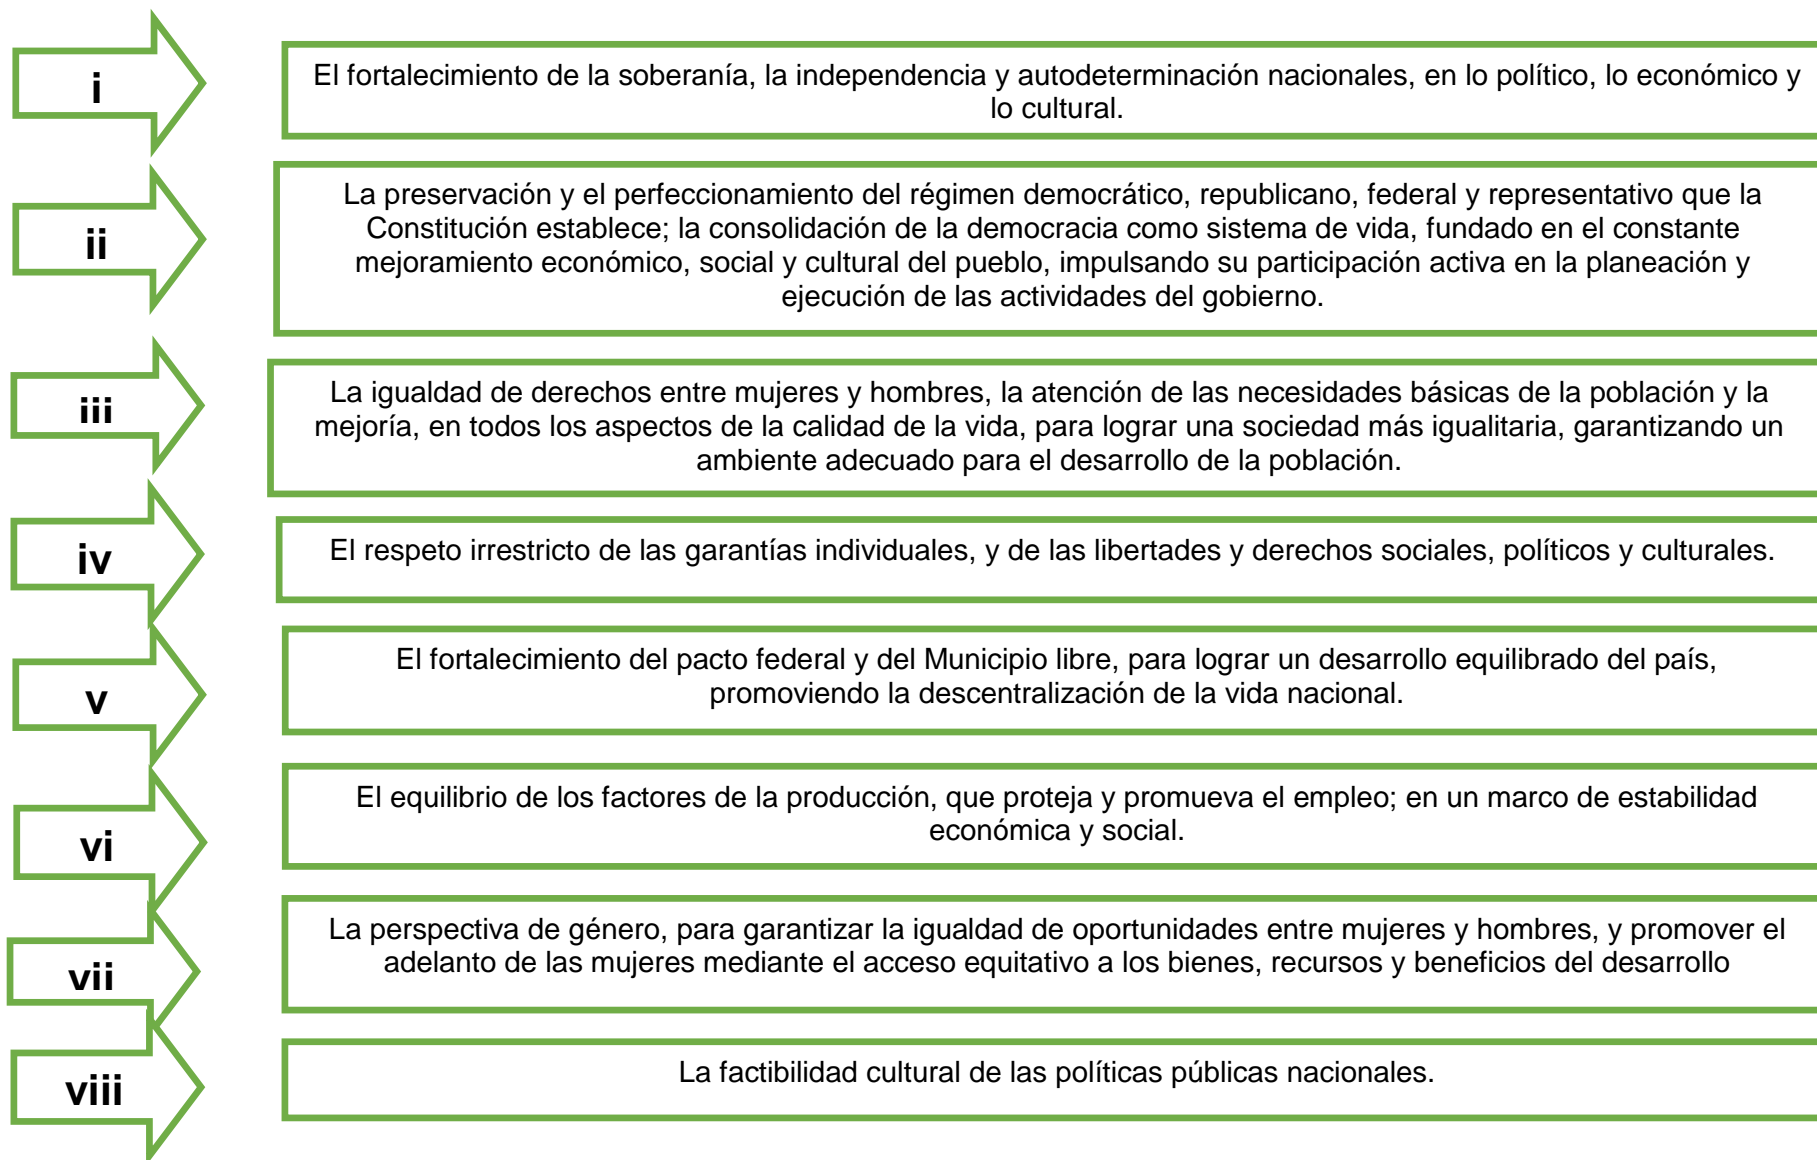 i
El fortalecimiento de la soberanía, la independencia y autodeterminación nacionales, en lo político, lo económico y
lo cultural.
ii
La preservación y el perfeccionamiento del régimen democrático, republicano, federal y representativo que la
Constitución establece; la consolidación de la democracia como sistema de vida, fundado en el constante
mejoramiento económico, social y cultural del pueblo, impulsando su participación activa en la planeación y
ejecución de las actividades del gobierno.
iii
La igualdad de derechos entre mujeres y hombres, la atención de las necesidades básicas de la población y la
mejoría, en todos los aspectos de la calidad de la vida, para lograr una sociedad más igualitaria, garantizando un
ambiente adecuado para el desarrollo de la población.
iv
El respeto irrestricto de las garantías individuales, y de las libertades y derechos sociales, políticos y culturales.
v
El fortalecimiento del pacto federal y del Municipio libre, para lograr un desarrollo equilibrado del país,
promoviendo la descentralización de la vida nacional.
vi
El equilibrio de los factores de la producción, que proteja y promueva el empleo; en un marco de estabilidad
económica y social.
vii
La perspectiva de género, para garantizar la igualdad de oportunidades entre mujeres y hombres, y promover el
adelanto de las mujeres mediante el acceso equitativo a los bienes, recursos y beneficios del desarrollo
viii
La factibilidad cultural de las políticas públicas nacionales.